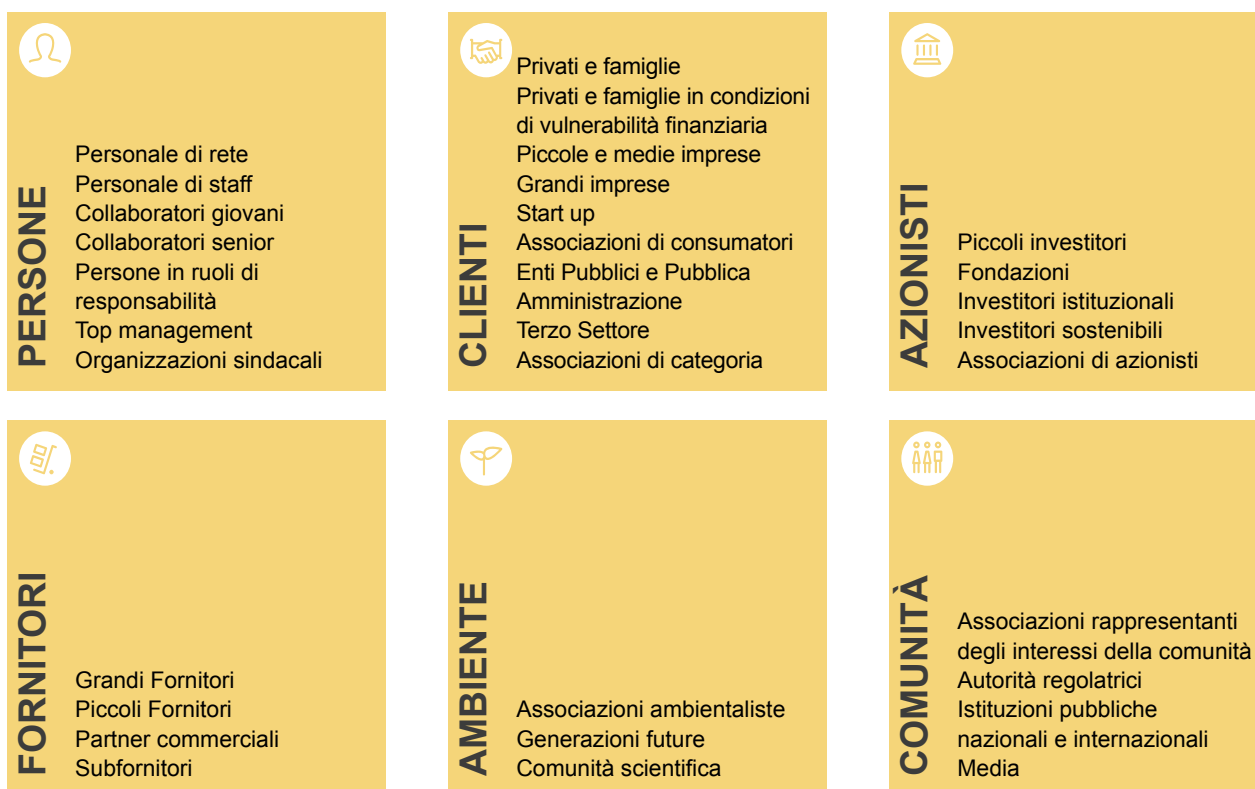 PERSONE
Personale di rete
Personale di staff
Collaboratori giovani
Collaboratori senior
Persone in ruoli di
responsabilità
Top management
Organizzazioni sindacali
CLIENTI
Privati e famiglie
Privati e famiglie in condizioni
di vulnerabilità finanziaria
Piccole e medie imprese
Grandi imprese
Start up
Associazioni di consumatori
Enti Pubblici e Pubblica
Amministrazione
Terzo Settore
Associazioni di categoria
AZIONISTI
Piccoli investitori
Fondazioni
Investitori istituzionali
Investitori sostenibili
Associazioni di azionisti
FORNITORI
Grandi Fornitori
Piccoli Fornitori
Partner commerciali
Subfornitori
AMBIENTE
Associazioni ambientaliste
Generazioni future
Comunità scientifica
COMUNITÀ
Associazioni rappresentanti
degli interessi della comunità
Autorità regolatrici
Istituzioni pubbliche
nazionali e internazionali
Media